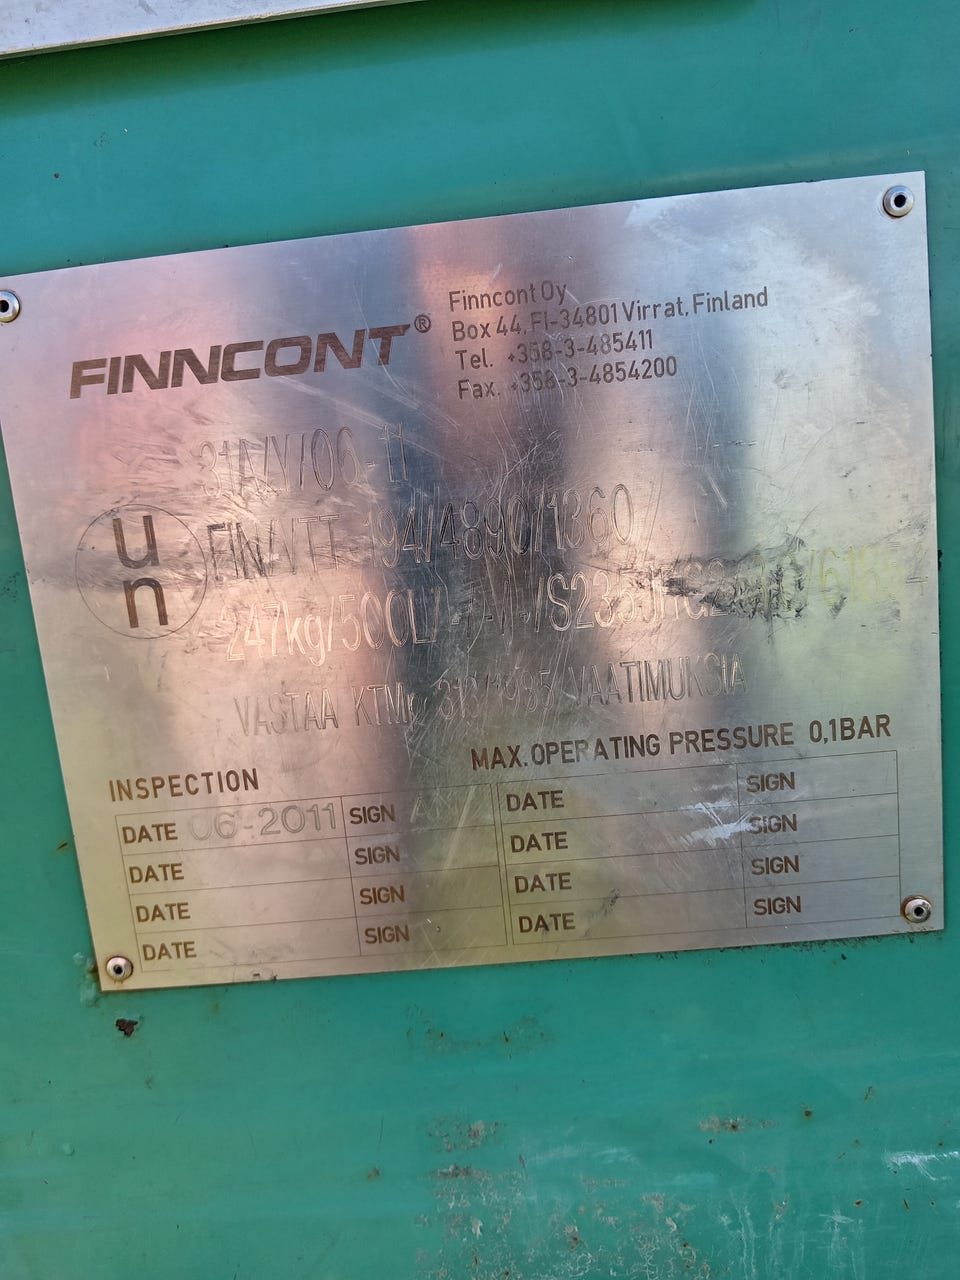 FINNCONT®
Finncont Oy
Box 44, FI-34801 Virrat, Finland
Tel. +358-3-485411
Fax. +358-3-4854200
31A/Y/06-11
un
FIN/VTT 194/4890/1360
247kg/500L/
VASTAA KTMp 313/1985 VAATIMUKSIA
MAX. OPERATING PRESSURE 0,1BAR
INSPECTION
DATE 06-2011 SIGN DATE SIGN
DATE SIGN DATE SIGN
DATE SIGN DATE SIGN
DATE SIGN DATE SIGN